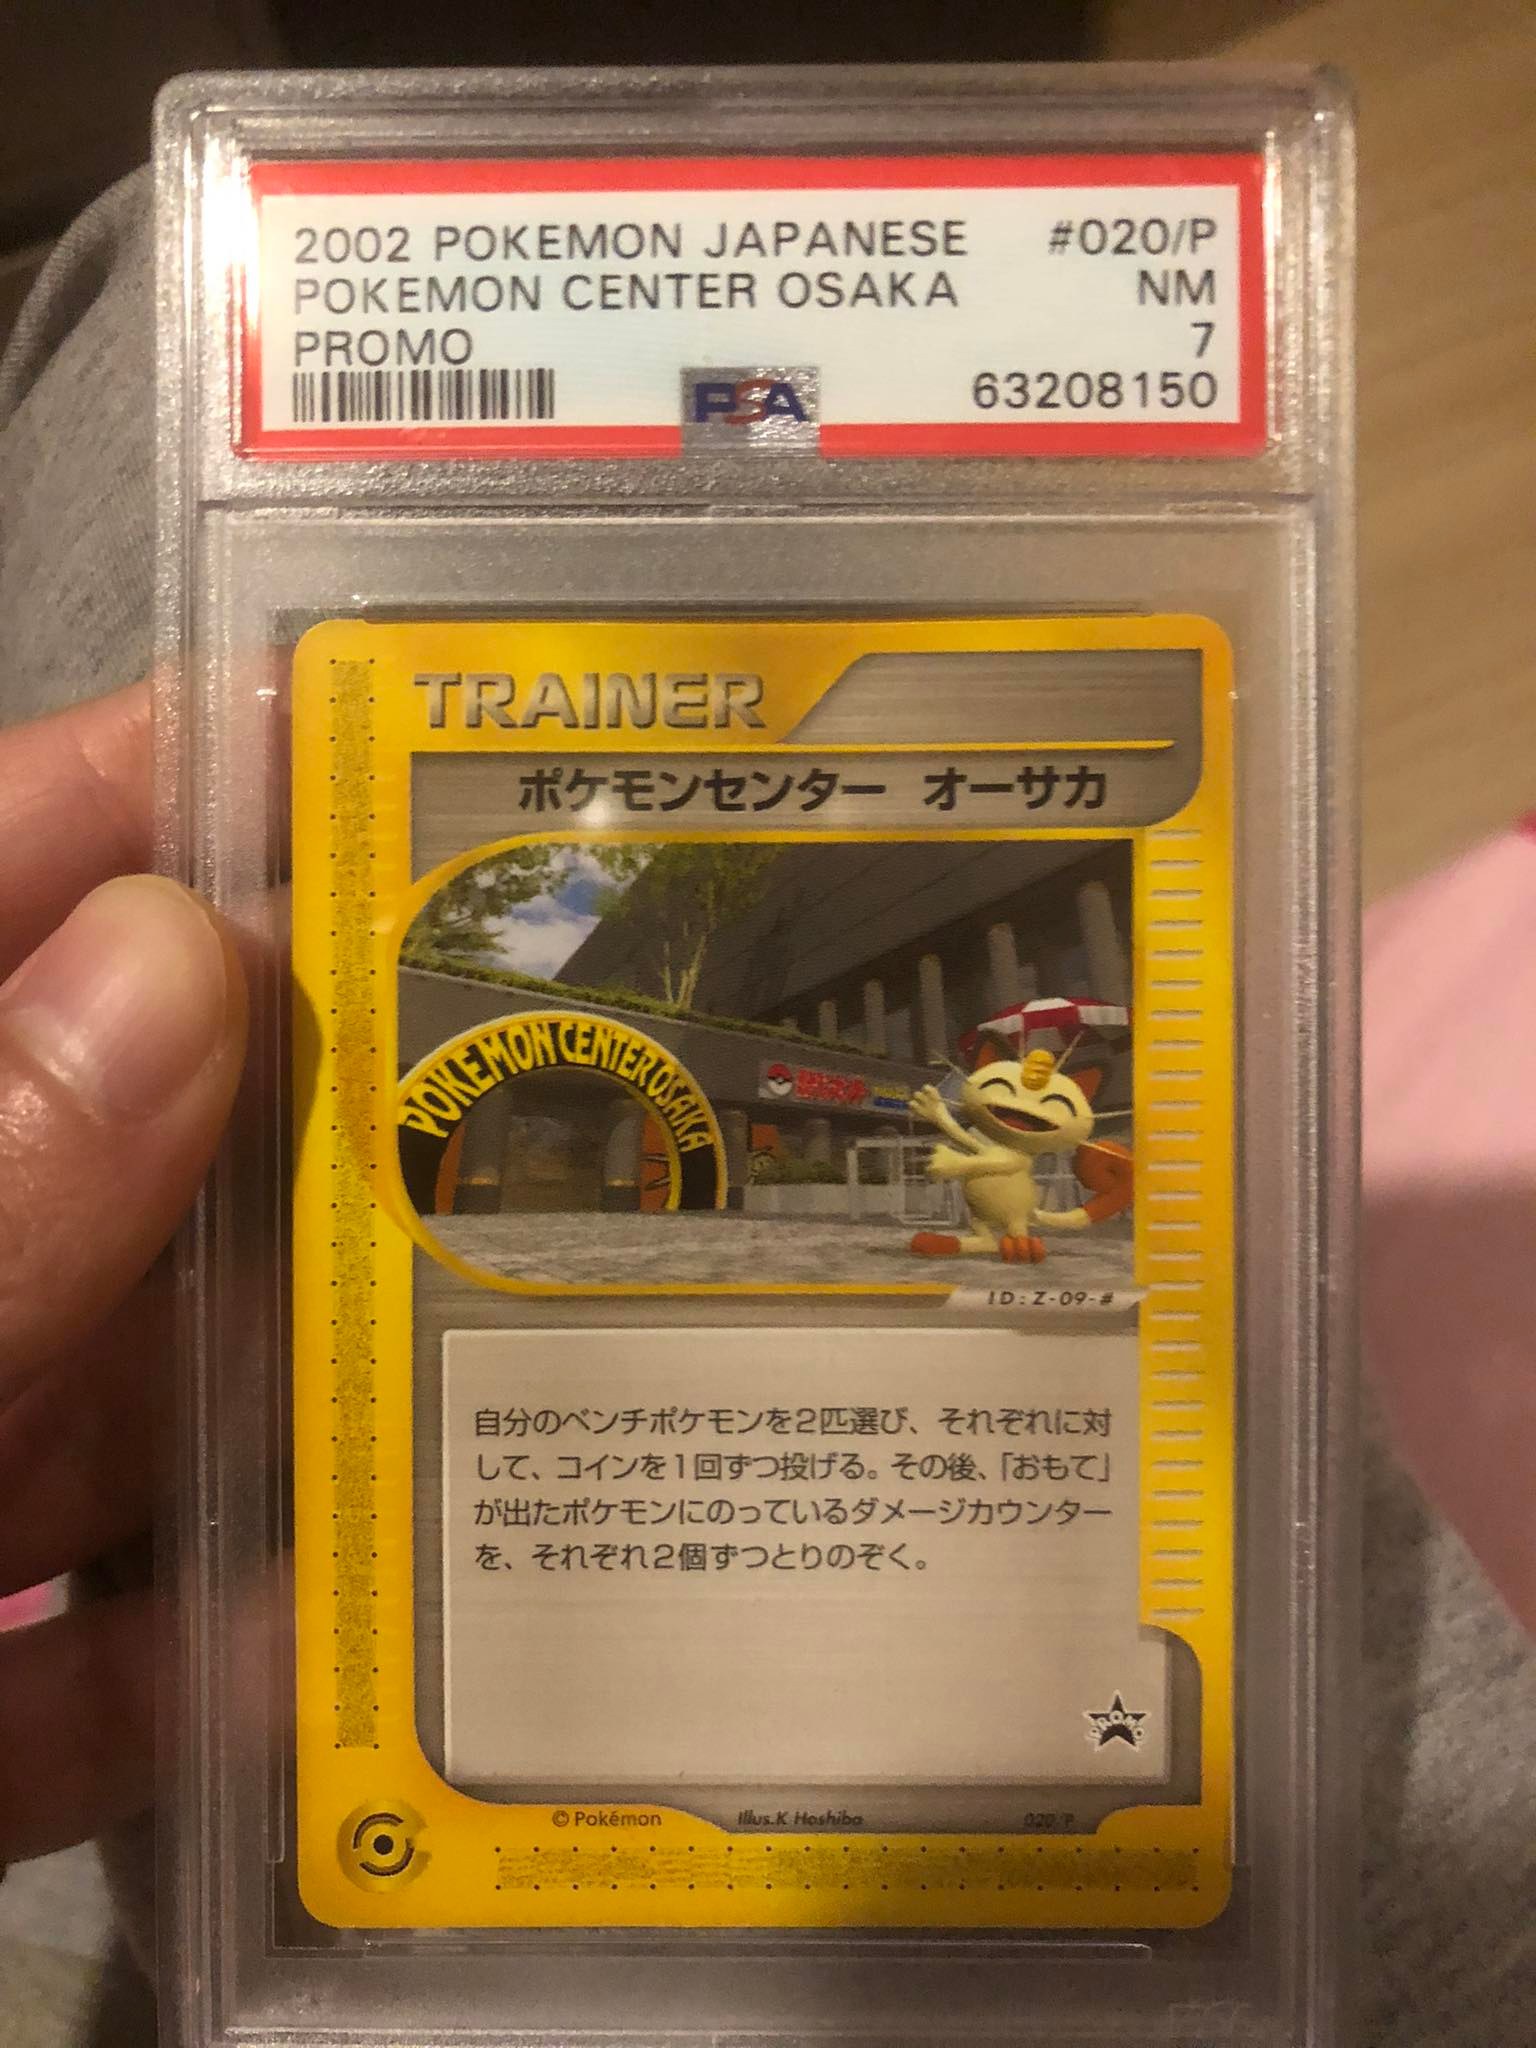 2002 POKEMON JAPANESE #020/P
POKEMON CENTER OSAKA NM
PROMO 7
PSA 63208150
TRAINER
ポケモンセンター オーサカ
POKEMON CENTER OSAKA
ID:Z-09-#
自分のベンチポケモンを2匹選び、それぞれに対
して、コインを1回ずつ投げる。その後、「おもて」
が出たポケモンにのっているダメージカウンター
を、それぞれ2個ずつとりのぞく。
PROMO
© Pokémon Illus.K Hoshiba 020/P